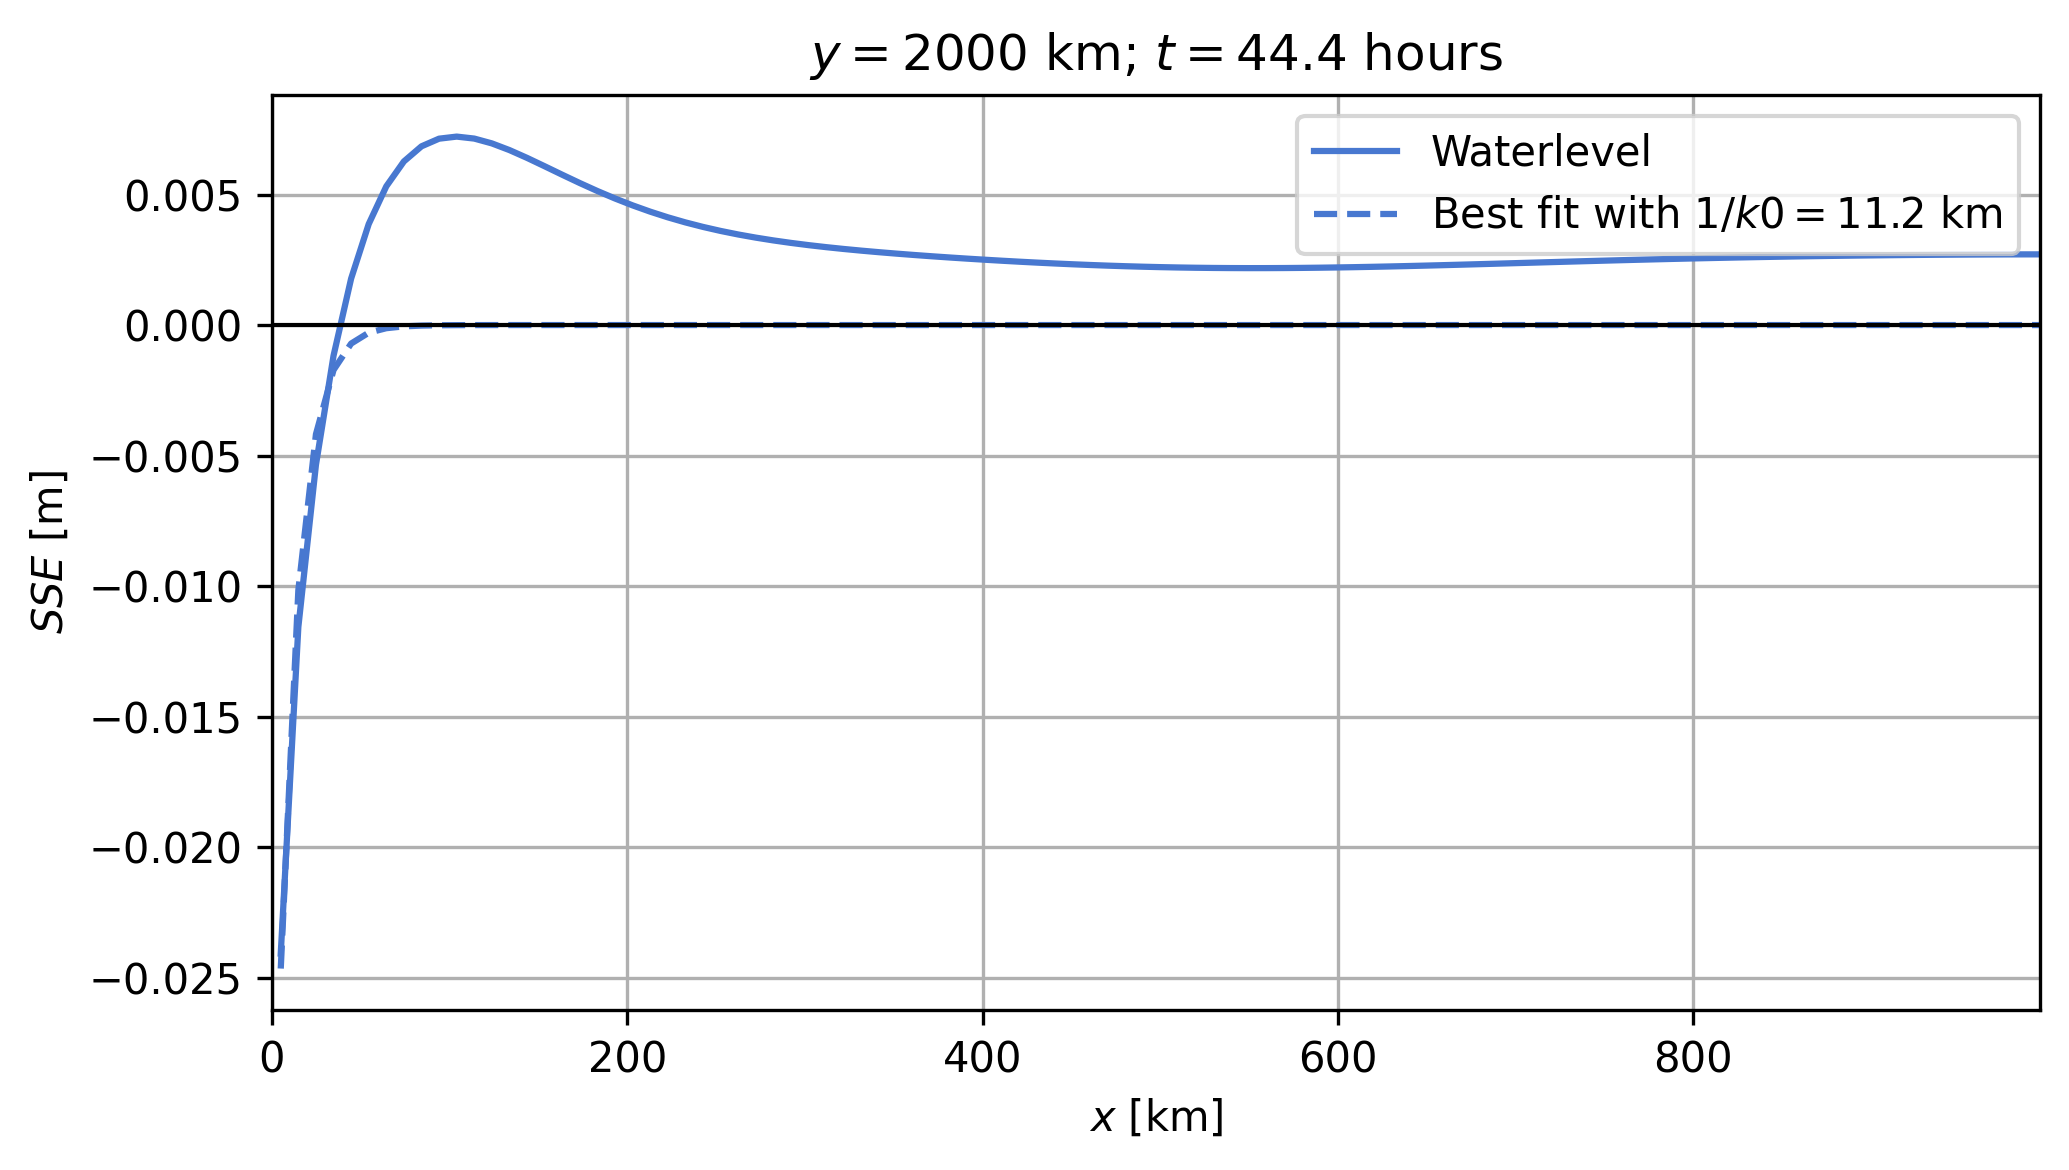 y = 2000 km; t = 44.4 hours
Waterlevel
Best fit with 1/k0 = 11.2 km
0.005
0.000
−0.005
−0.010
−0.015
−0.020
−0.025
SSE [m]
0 200 400 600 800
x [km]